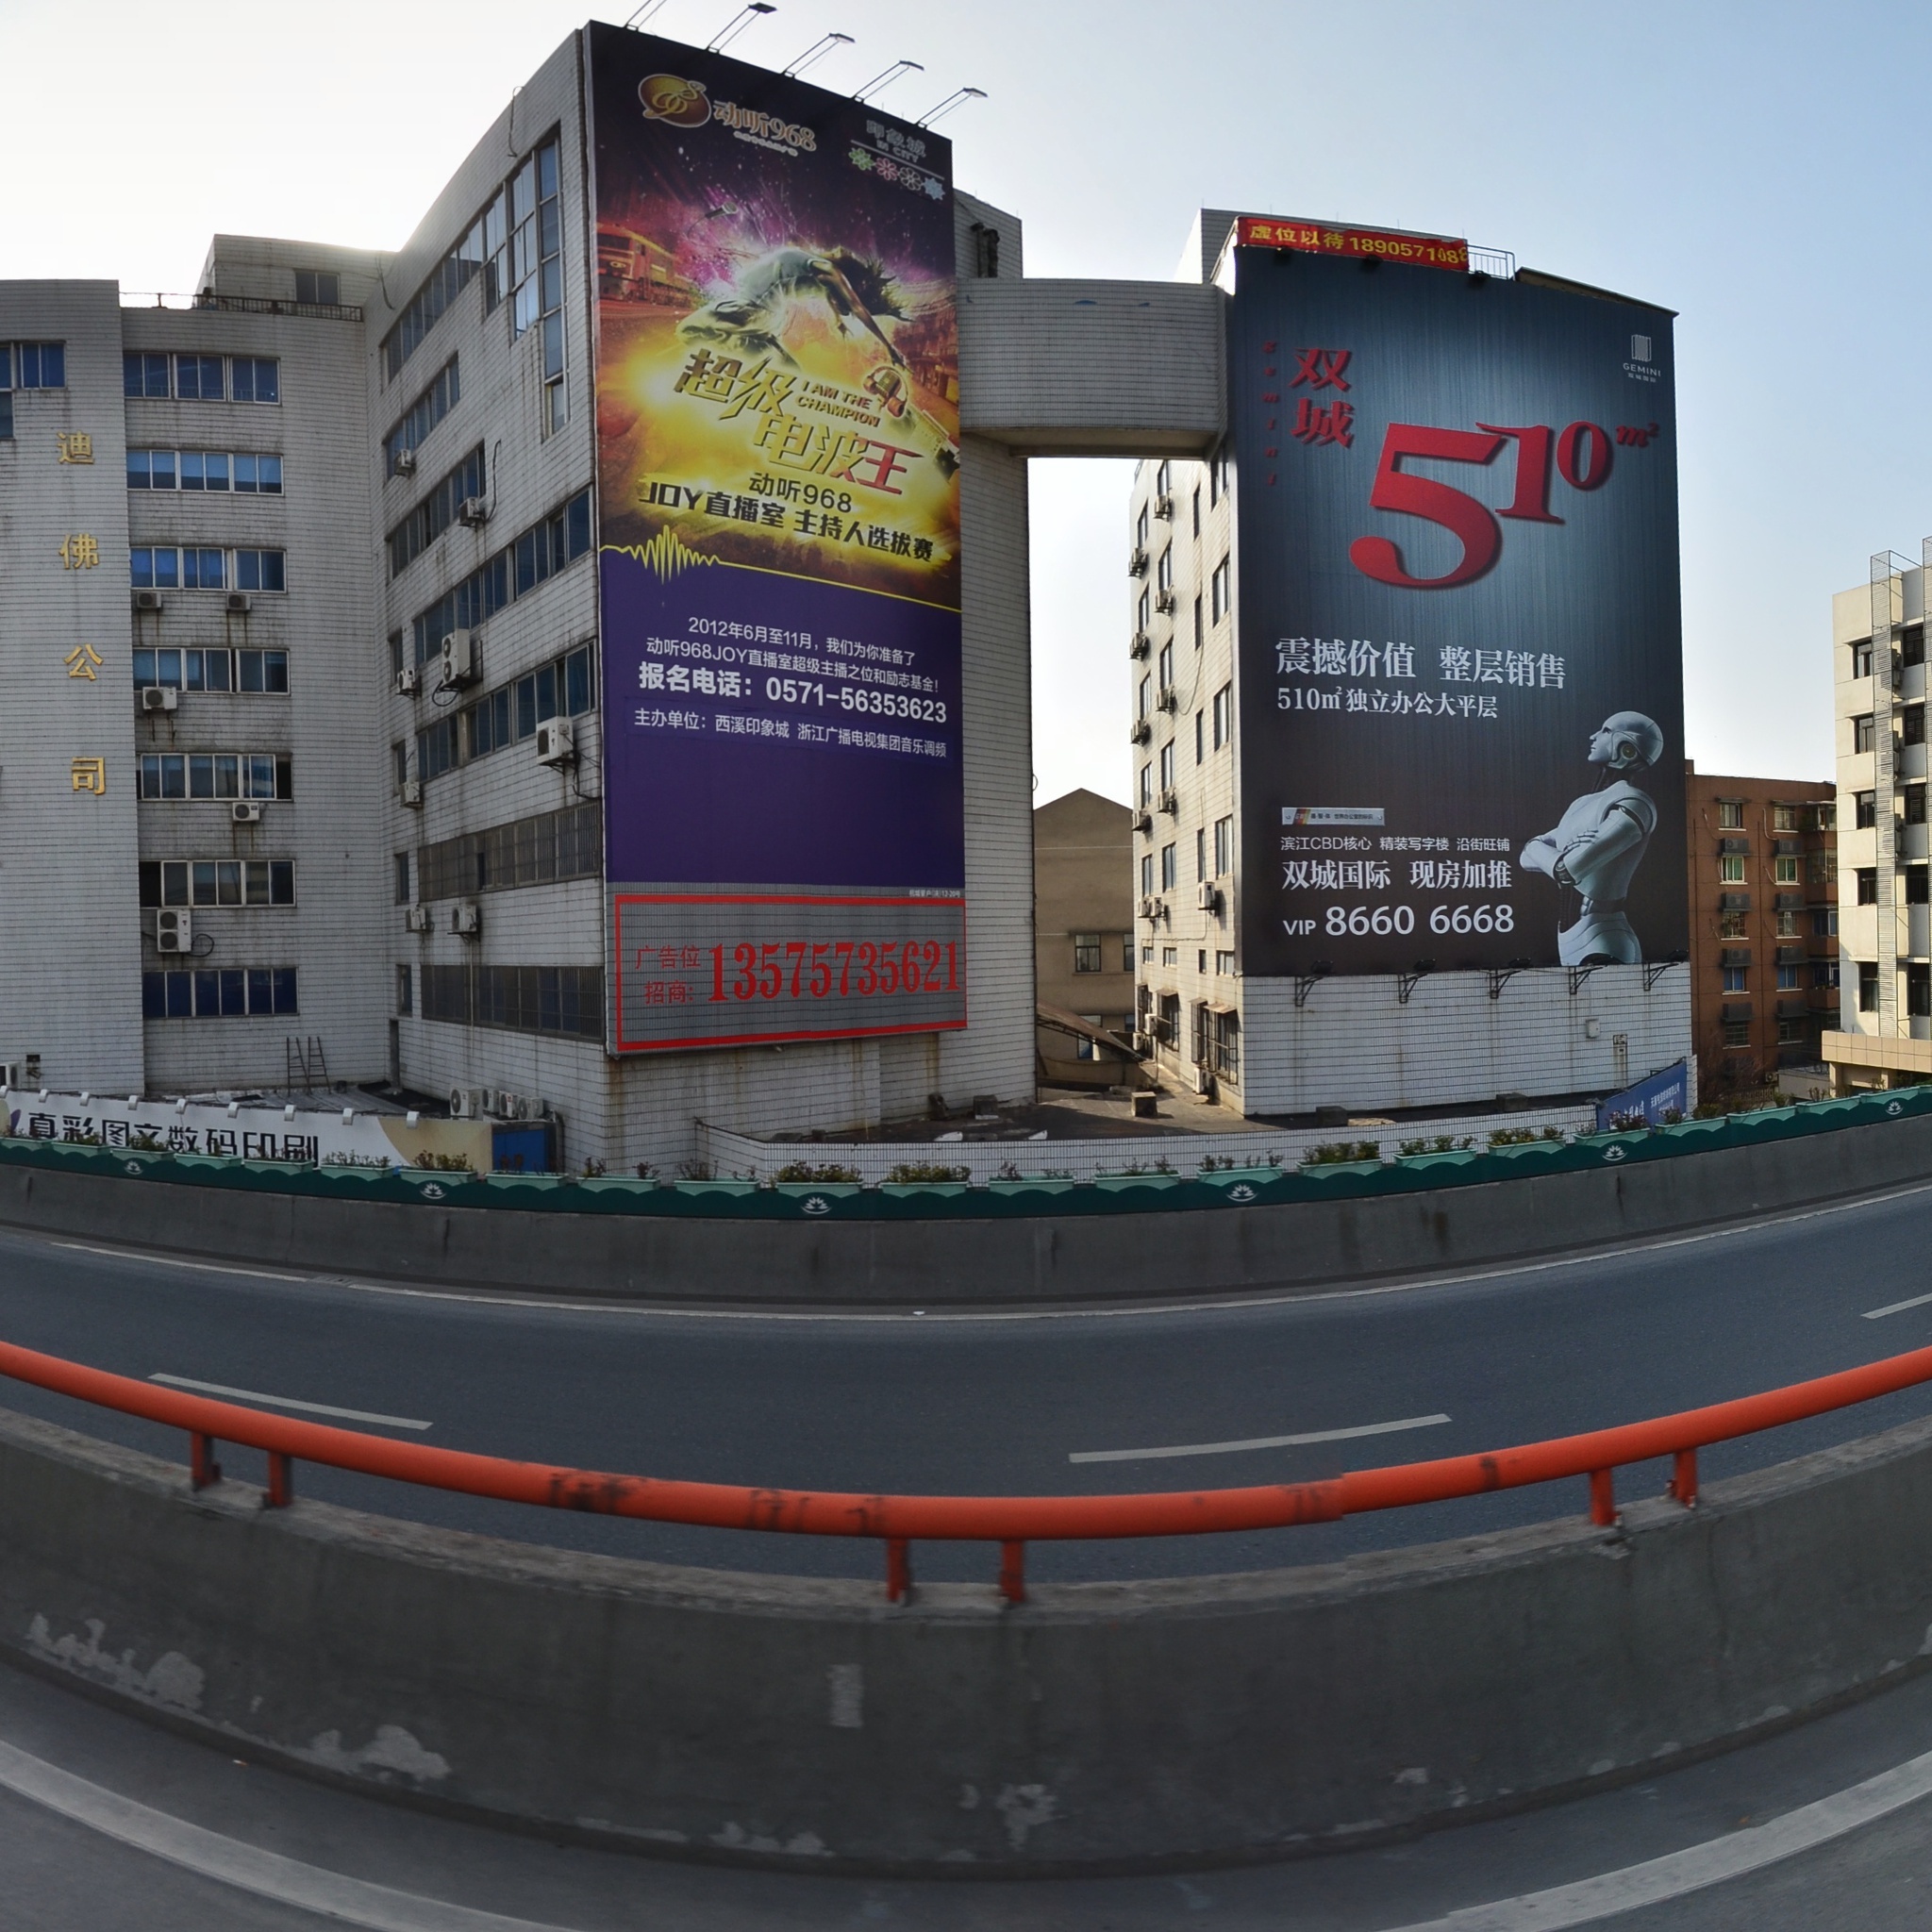 迪佛公司
动听968
印象城
IN CITY
超级
I AM THE
CHAMPION
电波王
动听968
JOY直播室 主持人选拔赛
2012年6月至11月，我们为你准备了
动听968JOY直播室超级主播之位和励志基金！
报名电话：0571-56353623
主办单位：西溪印象城 浙江广播电视集团音乐调频
广告位
招商：
13575735621
虚位以待
双城
510m²
GEMINI
震撼价值 整层销售
510㎡独立办公大平层
滨江CBD核心 精装写字楼 沿街旺铺
双城国际 现房加推
VIP 8660 6668
真彩图文数码印刷